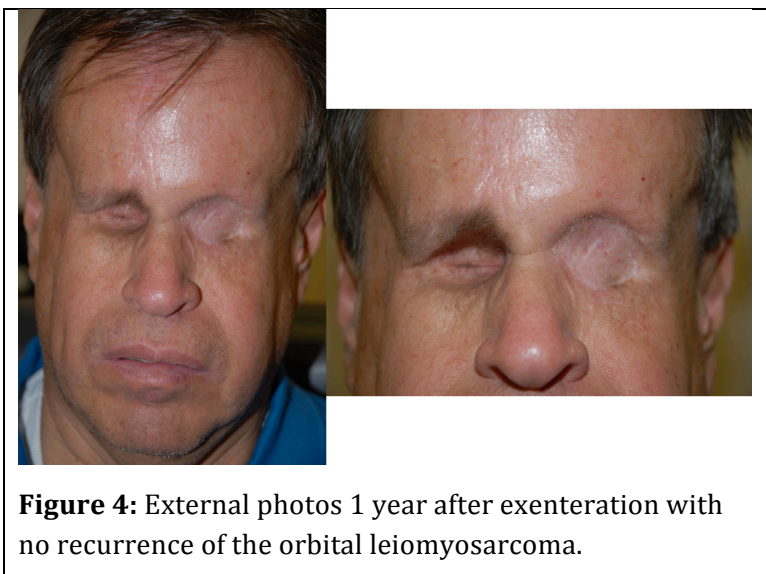 Figure 4: External photos 1 year after exenteration with
no recurrence of the orbital leiomyosarcoma.